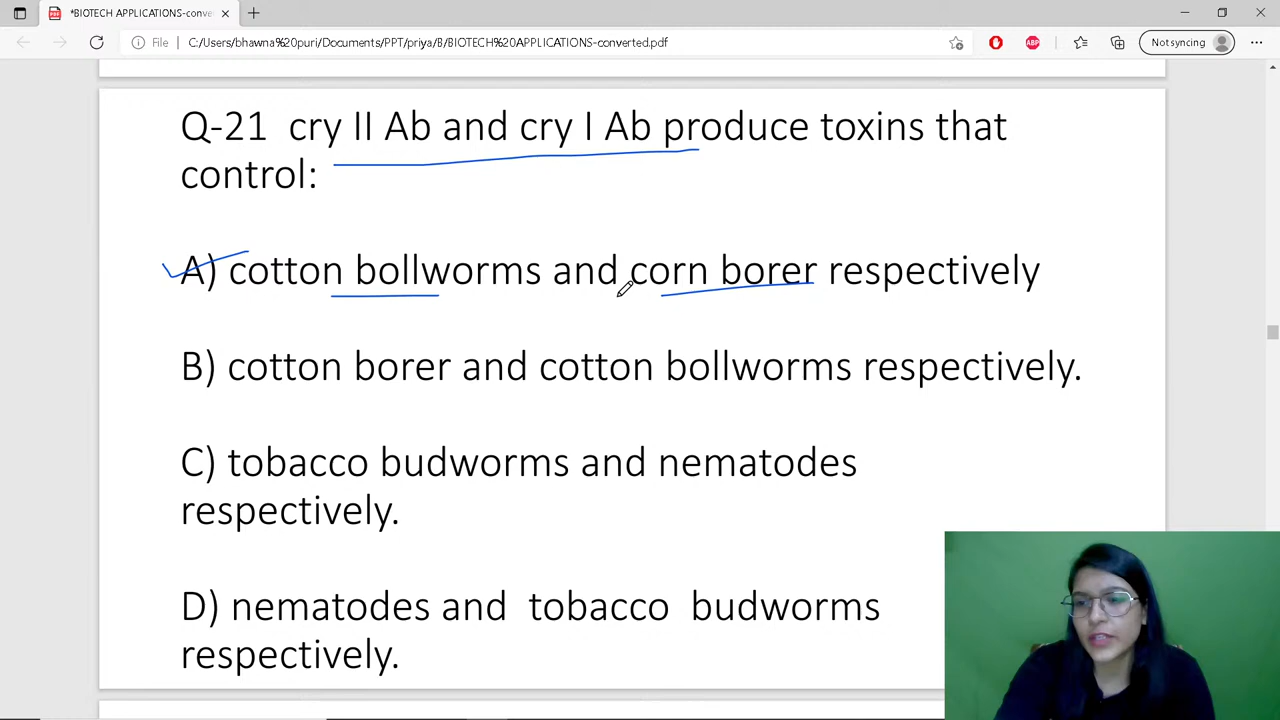 *BIOTECH APPLICATIONS-conver
File C:/Users/bhawna%20puri/Documents/PPT/priya/B/BIOTECH%20APPLICATIONS-converted.pdf
ABP
Not syncing
Q-21 cry II Ab and cry I Ab produce toxins that
control:
A) cotton bollworms and corn borer respectively
B) cotton borer and cotton bollworms respectively.
C) tobacco budworms and nematodes
respectively.
D) nematodes and tobacco budworms
respectively.